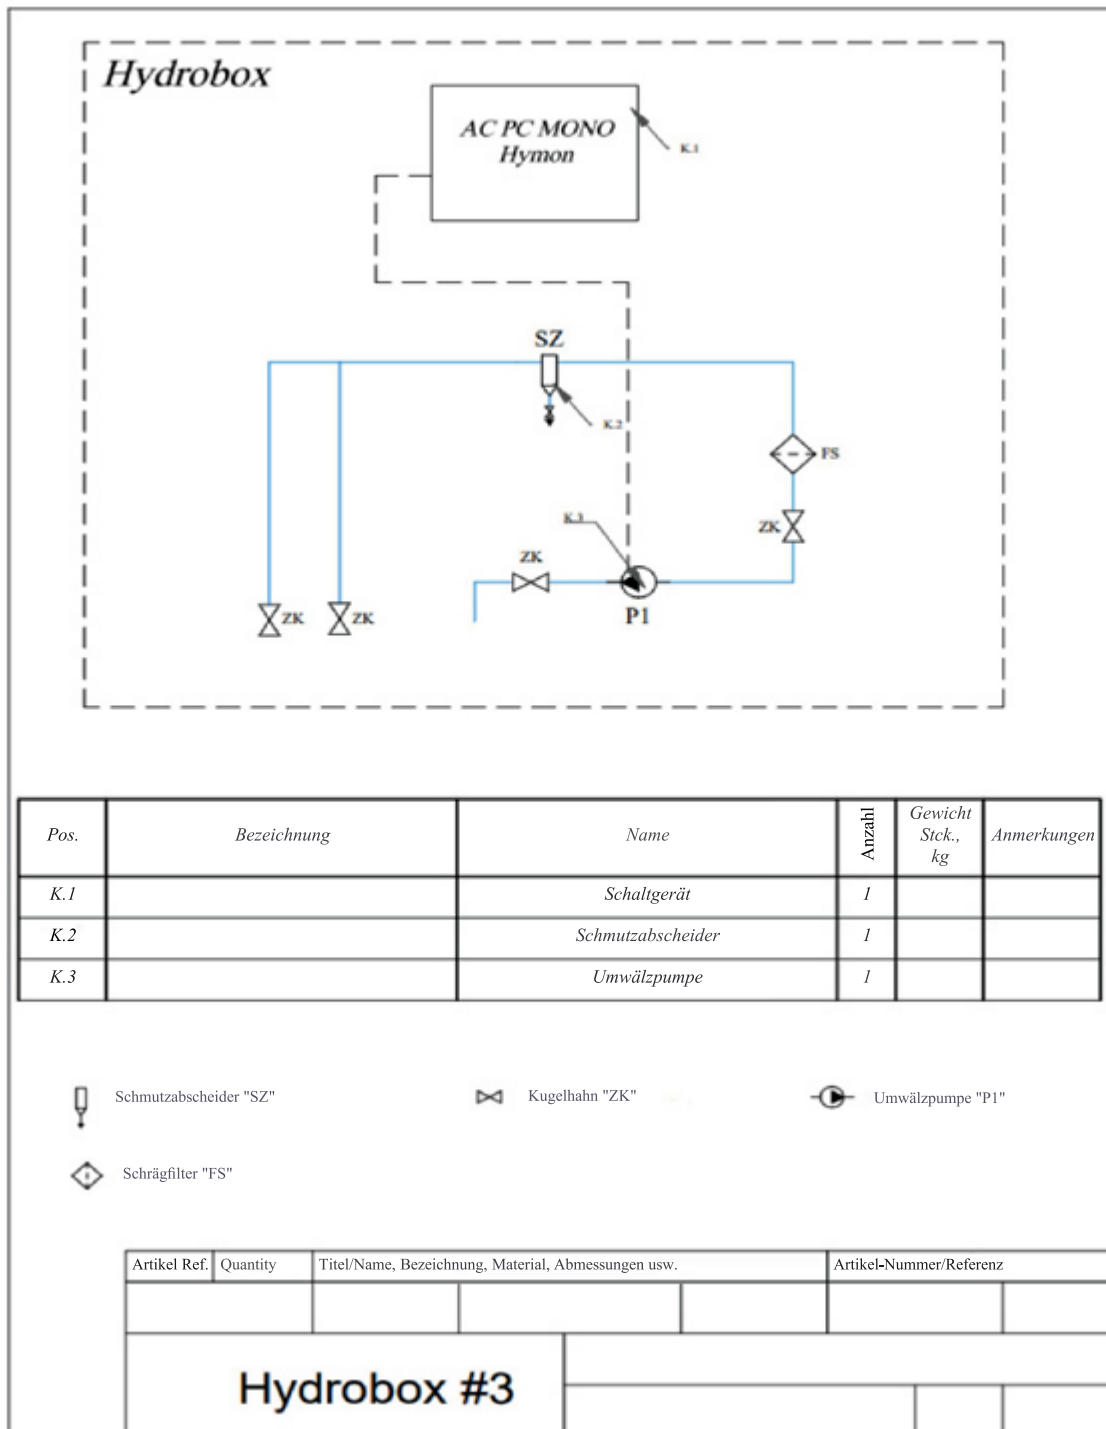 Hydrobox
AC PC MONO
Hymon
K.1
SZ
K.2
FS
K.3
ZK
ZK
P1
ZK
ZK
Pos.
Bezeichnung
Name
Anzahl
Gewicht
Stck.,
kg
Anmerkungen
K.1 Schaltgerät 1
K.2 Schmutzabscheider 1
K.3 Umwälzpumpe 1
Schmutzabscheider "SZ"
Kugelhahn "ZK"
Umwälzpumpe "P1"
Schrägfilter "FS"
Artikel Ref. Quantity Titel/Name, Bezeichnung, Material, Abmessungen usw. Artikel-Nummer/Referenz
Hydrobox #3